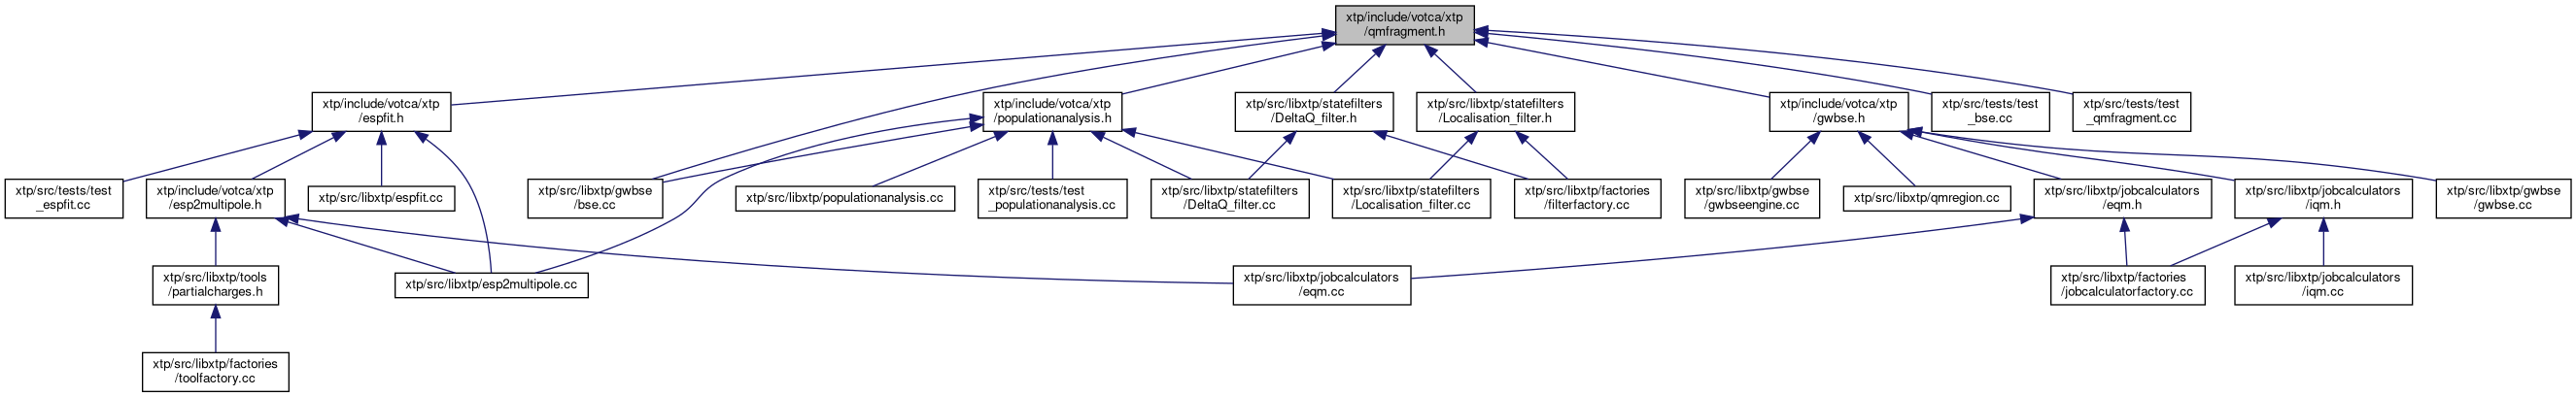 xtp/include/votca/xtp
/qmfragment.h
xtp/include/votca/xtp
/espfit.h
xtp/include/votca/xtp
/populationanalysis.h
xtp/src/libxtp/statefilters
/DeltaQ_filter.h
xtp/src/libxtp/statefilters
/Localisation_filter.h
xtp/include/votca/xtp
/gwbse.h
xtp/src/tests/test
_bse.cc
xtp/src/tests/test
_qmfragment.cc
xtp/src/tests/test
_espfit.cc
xtp/include/votca/xtp
/esp2multipole.h
xtp/src/libxtp/espfit.cc
xtp/src/libxtp/gwbse
/bse.cc
xtp/src/libxtp/populationanalysis.cc
xtp/src/tests/test
_populationanalysis.cc
xtp/src/libxtp/statefilters
/DeltaQ_filter.cc
xtp/src/libxtp/statefilters
/Localisation_filter.cc
xtp/src/libxtp/factories
/filterfactory.cc
xtp/src/libxtp/gwbse
/gwbseengine.cc
xtp/src/libxtp/qmregion.cc
xtp/src/libxtp/jobcalculators
/eqm.h
xtp/src/libxtp/jobcalculators
/iqm.h
xtp/src/libxtp/gwbse
/gwbse.cc
xtp/src/libxtp/tools
/partialcharges.h
xtp/src/libxtp/esp2multipole.cc
xtp/src/libxtp/jobcalculators
/eqm.cc
xtp/src/libxtp/factories
/jobcalculatorfactory.cc
xtp/src/libxtp/jobcalculators
/iqm.cc
xtp/src/libxtp/factories
/toolfactory.cc